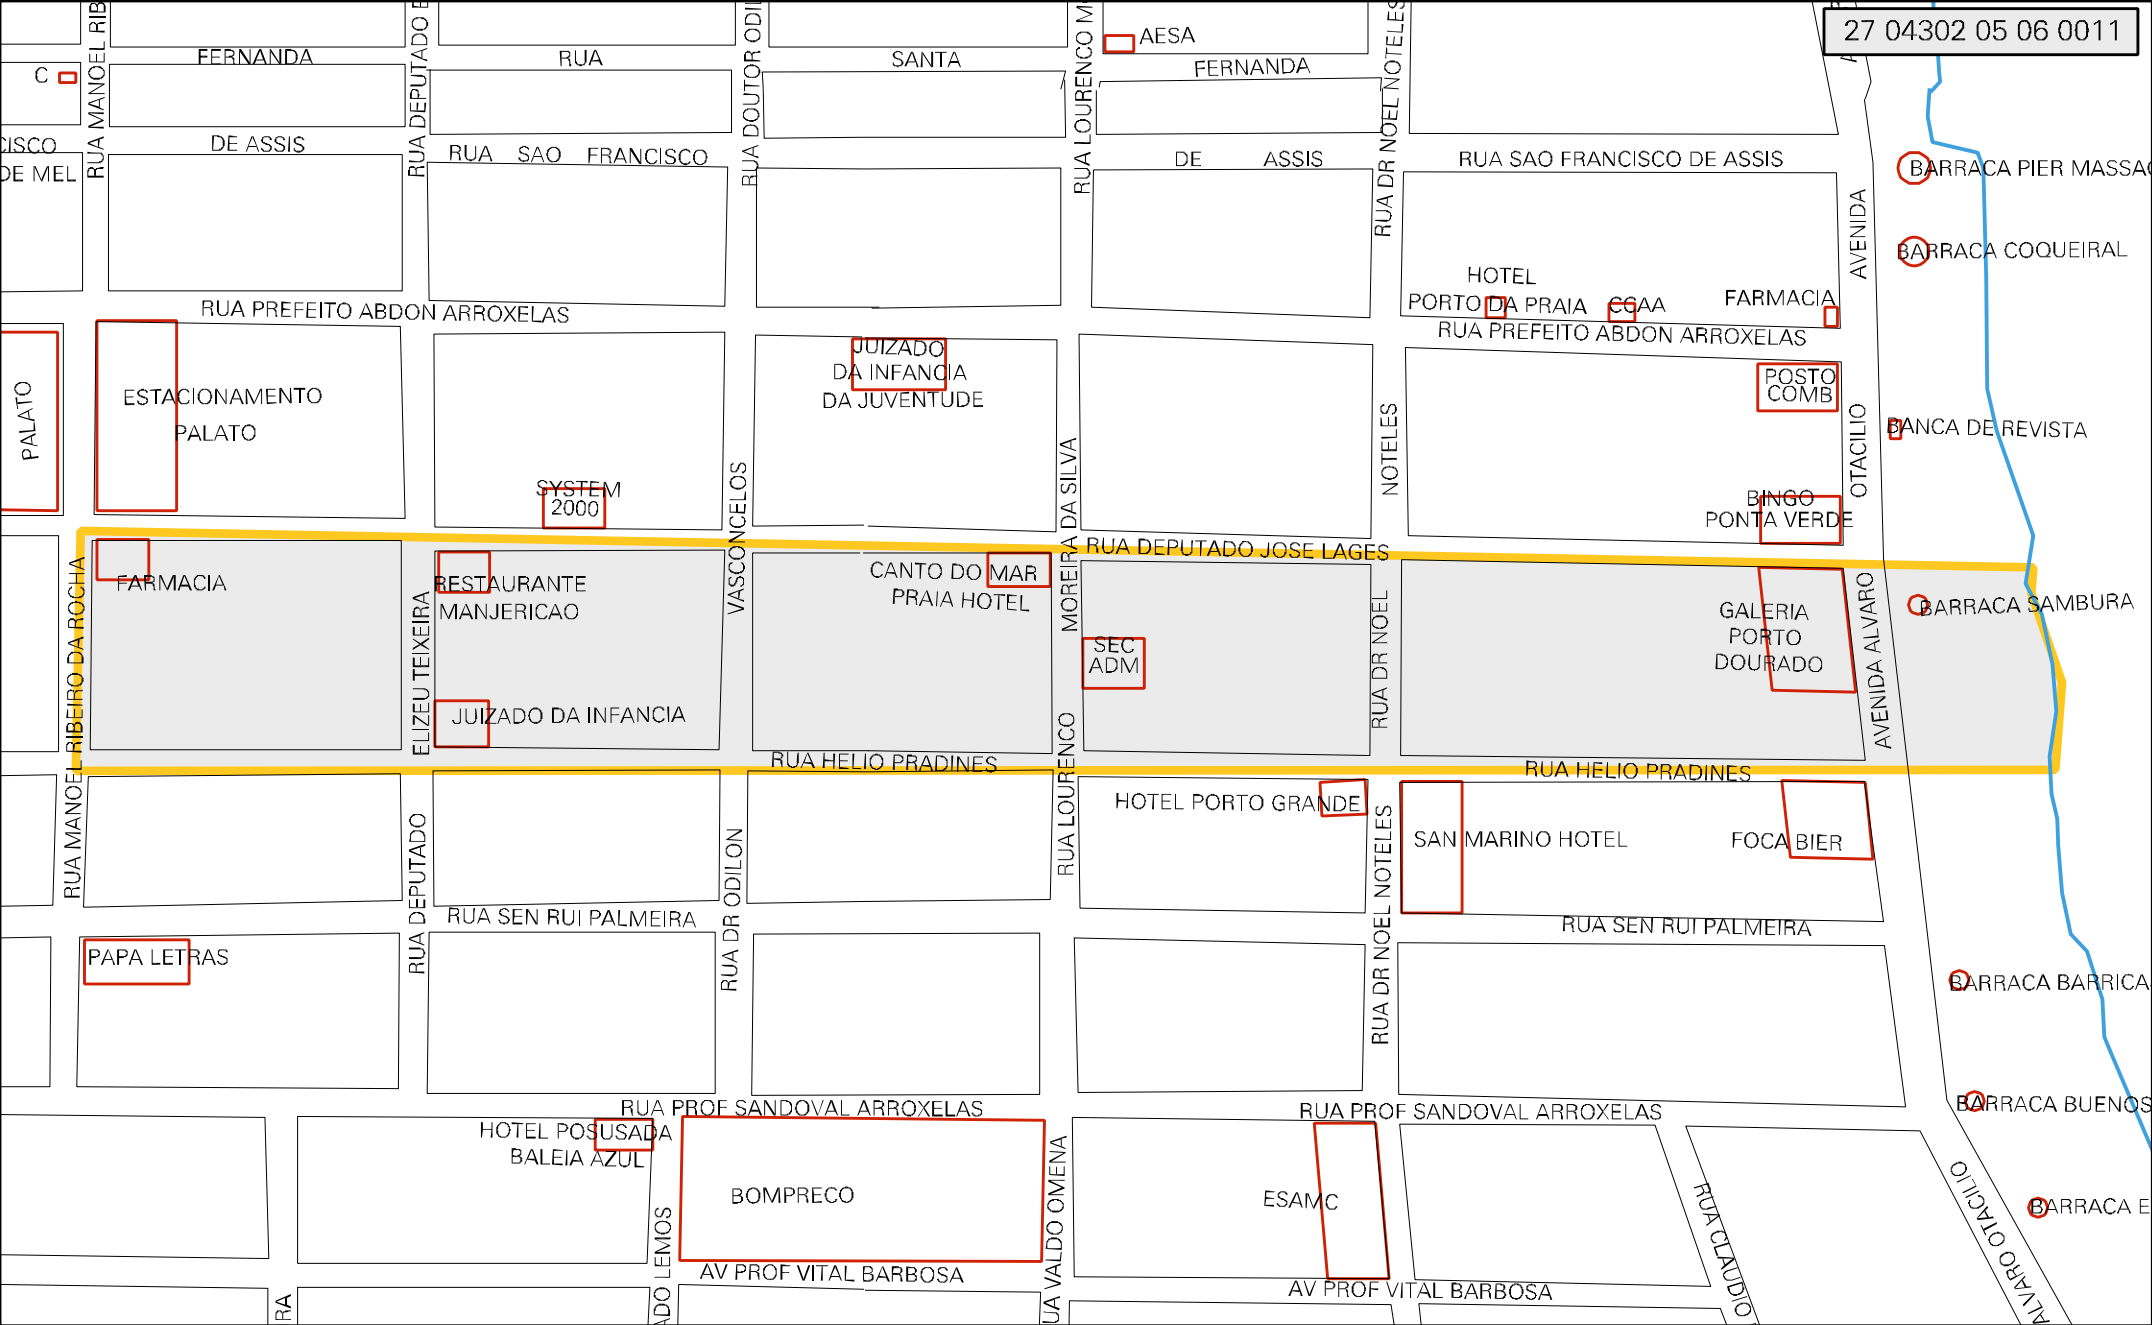 27 04302 05 06 0011
AESA
C
FERNANDA
RUA
SANTA
FERNANDA
RUA MANOEL RIB
RUA DEPUTADO E
RUA DOUTOR ODI
RUA LOURENCO M
RUA DR NOEL NOTELES
CISCO
DE ASSIS
RUA SAO FRANCISCO
DE ASSIS
RUA SAO FRANCISCO DE ASSIS
DE MEL
BARRACA PIER MASSA
AVENIDA
BARRACA COQUEIRAL
HOTEL
PORTO DA PRAIA
CCAA
FARMACIA
RUA PREFEITO ABDON ARROXELAS
RUA PREFEITO ABDON ARROXELAS
PALATO
ESTACIONAMENTO
PALATO
JUIZADO
DA INFANCIA
DA JUVENTUDE
POSTO
COMB
OTACILIO
BANCA DE REVISTA
NOTELES
SYSTEM
2000
VASCONCELOS
MOREIRA DA SILVA
BINGO
PONTA VERDE
RUA DEPUTADO JOSE LAGES
FARMACIA
RESTAURANTE
MANJERICAO
CANTO DO MAR
PRAIA HOTEL
SEC
ADM
GALERIA
PORTO
DOURADO
BARRACA SAMBURA
RUA MANOEL RIBEIRO DA ROCHA
ELIZEU TEIXEIRA
RUA DR NOEL
AVENIDA ALVARO
JUIZADO DA INFANCIA
RUA HELIO PRADINES
RUA HELIO PRADINES
RUA LOURENCO
HOTEL PORTO GRANDE
SAN MARINO HOTEL
FOCA BIER
RUA DEPUTADO
RUA DR ODILON
RUA DR NOEL NOTELES
RUA SEN RUI PALMEIRA
RUA SEN RUI PALMEIRA
PAPA LETRAS
BARRACA BARRICA
RUA PROF SANDOVAL ARROXELAS
RUA PROF SANDOVAL ARROXELAS
BARRACA BUENOS
HOTEL POSUSADA
BALEIA AZUL
BOMPRECO
ESAMC
BARRACA E
ADO LEMOS
UA VALDO OMENA
RUA CLAUDIO
ALVARO OTACILIO
AV PROF VITAL BARBOSA
AV PROF VITAL BARBOSA
RA